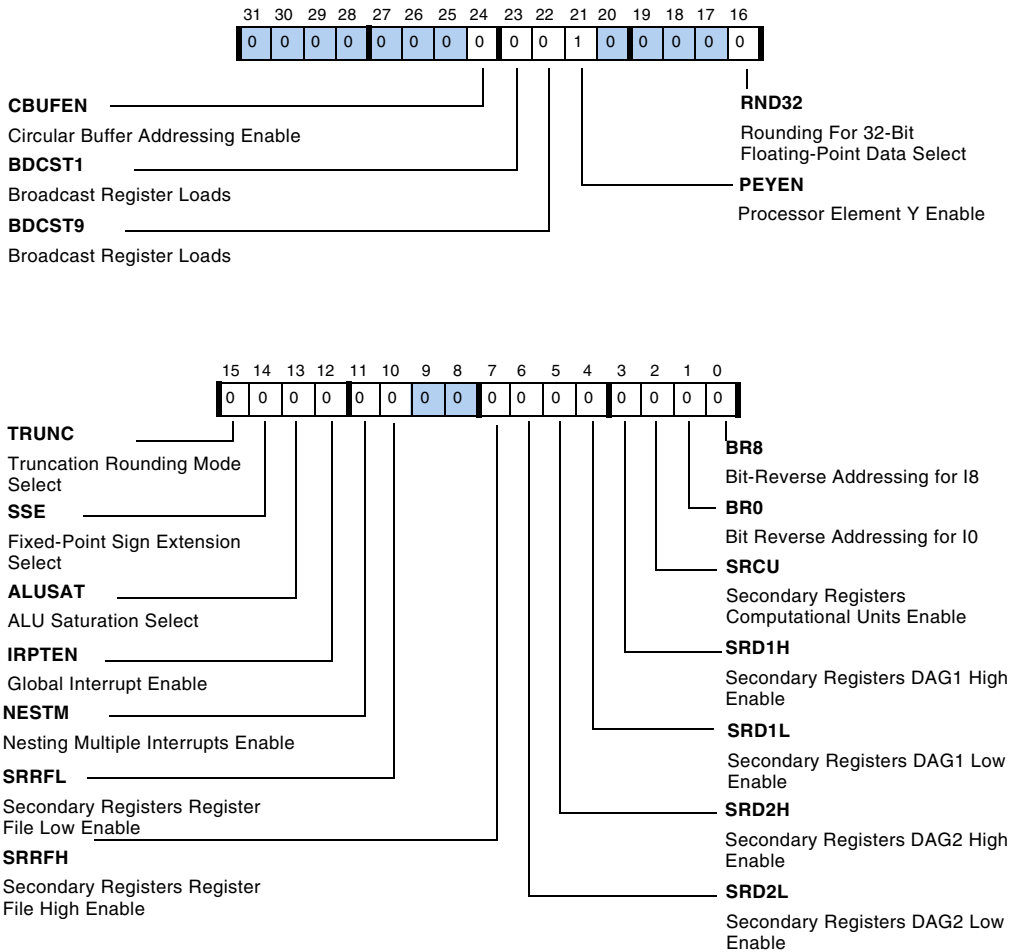 31 30 29 28 27 26 25 24 23 22 21 20 19 18 17 16
0 0 0 0 0 0 0 0 0 0 1 0 0 0 0 0
CBUFEN
Circular Buffer Addressing Enable
BDCST1
Broadcast Register Loads
BDCST9
Broadcast Register Loads
RND32
Rounding For 32-Bit
Floating-Point Data Select
PEYEN
Processor Element Y Enable
15 14 13 12 11 10 9 8 7 6 5 4 3 2 1 0
0 0 0 0 0 0 0 0 0 0 0 0 0 0 0 0
TRUNC
Truncation Rounding Mode
Select
SSE
Fixed-Point Sign Extension
Select
ALUSAT
ALU Saturation Select
IRPTEN
Global Interrupt Enable
NESTM
Nesting Multiple Interrupts Enable
SRRFL
Secondary Registers Register
File Low Enable
SRRFH
Secondary Registers Register
File High Enable
BR8
Bit-Reverse Addressing for I8
BR0
Bit Reverse Addressing for I0
SRCU
Secondary Registers
Computational Units Enable
SRD1H
Secondary Registers DAG1 High
Enable
SRD1L
Secondary Registers DAG1 Low
Enable
SRD2H
Secondary Registers DAG2 High
Enable
SRD2L
Secondary Registers DAG2 Low
Enable